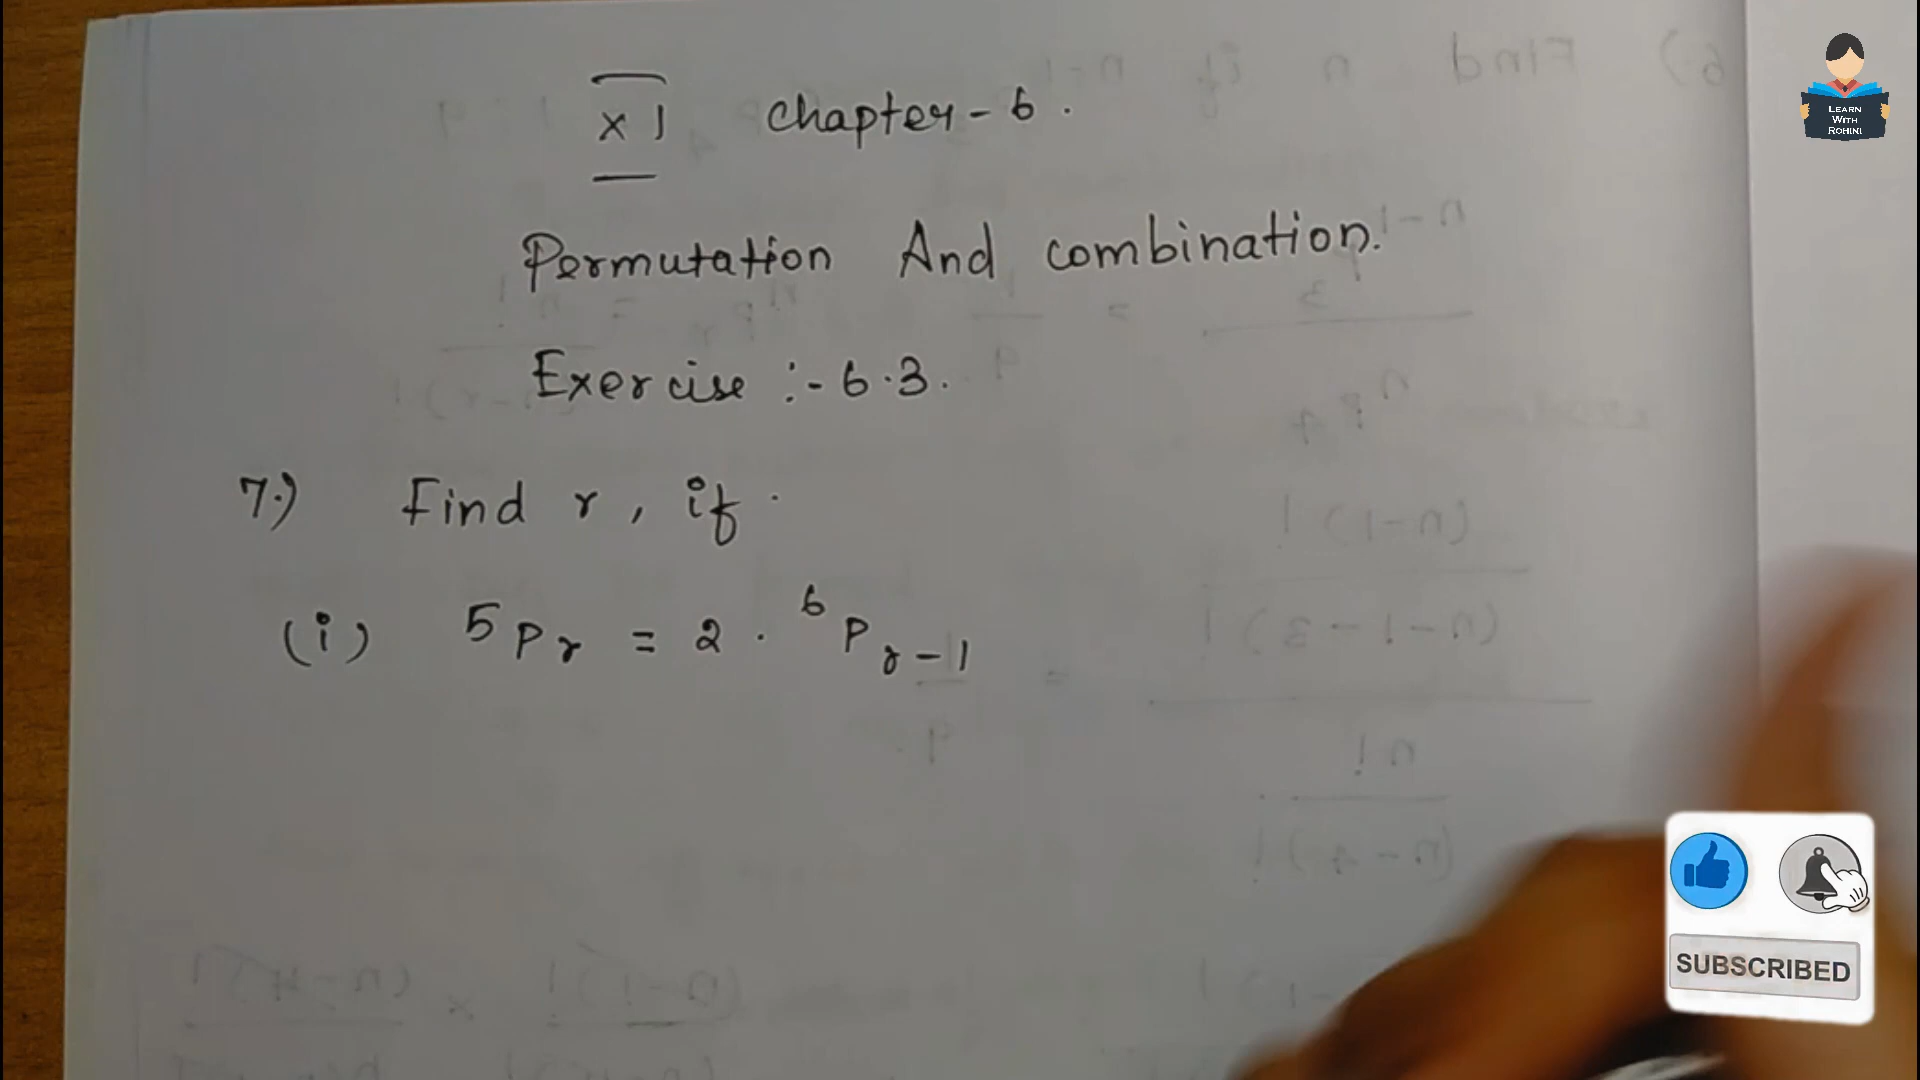 XI Chapter-6.
Permutation And combination.
Exercise :- 6.3.
7.) Find r, if
(i) ⁵Pᵣ = 2 · ⁶Pᵣ₋₁
LEARN
WITH
ROHINI
SUBSCRIBED